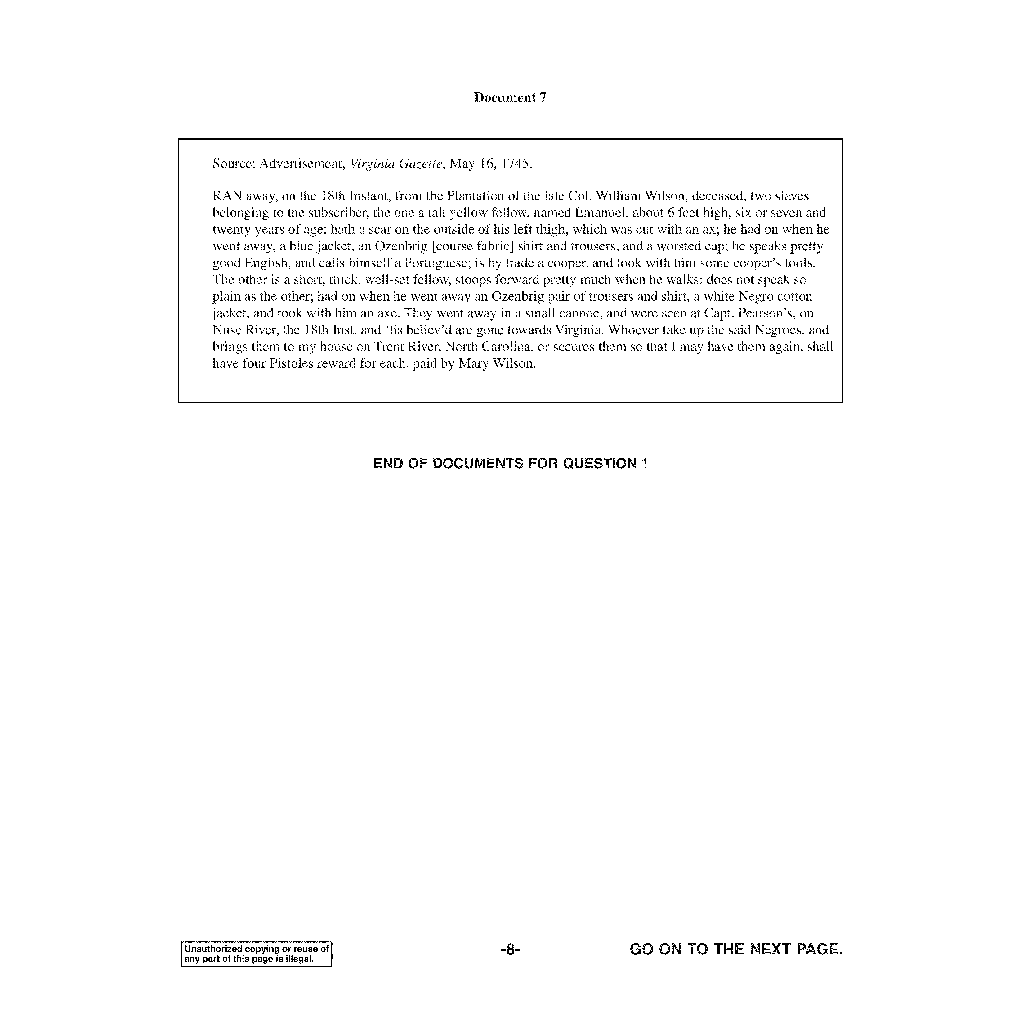 Document 7
Source: Advertisement, Virginia Gazette, May 16, 1745.
RAN away, on the 18th Instant, from the Plantation of the late Col. William Wilson, deceased, two slaves
belonging to the subscriber, the one a tall yellow fellow, named Emanuel, about 6 feet high, six or seven and
twenty years of age; hath a scar on the outside of his left thigh, which was cut with an ax; he had on when he
went away, a blue jacket, an Ozenbrig [course fabric] shirt and trousers, and a worsted cap; he speaks pretty
good English, and calls himself a Portuguese; is by trade a cooper, and took with him some cooper's tools.
The other is a short, thick, well-set fellow, stoops forward pretty much when he walks; does not speak so
plain as the other; had on when he went away an Ozenbrig pair of trousers and shirt, a white Negro cotton
jacket, and took with him an axe. They went away in a small cannoe, and were seen at Capt. Pearson's, on
Nuse River, the 18th Inst. and 'tis believ'd are gone towards Virginia. Whoever take up the said Negroes, and
brings them to my house on Trent River, North Carolina, or secures them so that I may have them again, shall
have four Pistoles reward for each, paid by Mary Wilson.
END OF DOCUMENTS FOR QUESTION 1
Unauthorized copying or reuse of
any part of this page is illegal.
-8-
GO ON TO THE NEXT PAGE.